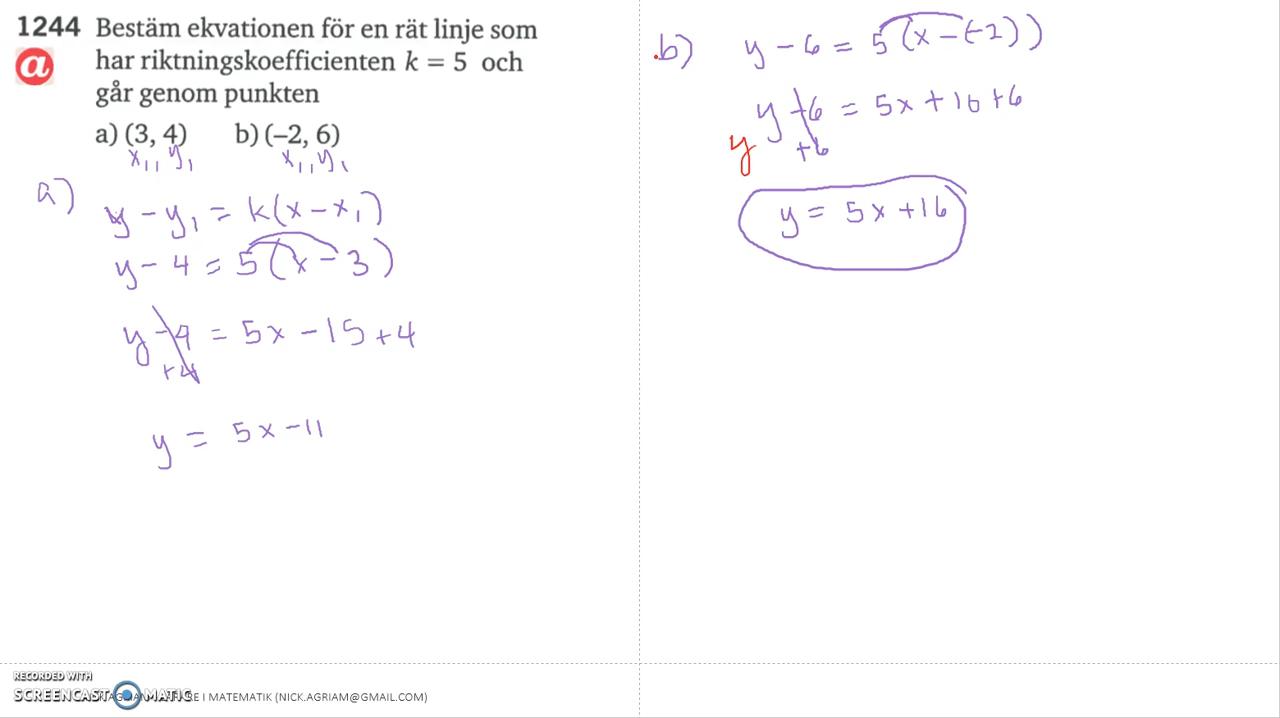 1244 Bestäm ekvationen för en rät linje som
har riktningskoefficienten k = 5 och
går genom punkten
a) (3, 4) b) (–2, 6)
x₁, y₁ x₁, y₁
a)
y - y₁ = k(x - x₁)
y - 4 = 5(x - 3)
y - 4 = 5x - 15 + 4
+4
y = 5x - 11
b) y - 6 = 5(x - (-2))
y - 6 = 5x + 10 + 6
y +6
y = 5x + 16
RECORDED WITH
SCREENCAST MATIC
RE I MATEMATIK (NICK.AGRIAM@GMAIL.COM)